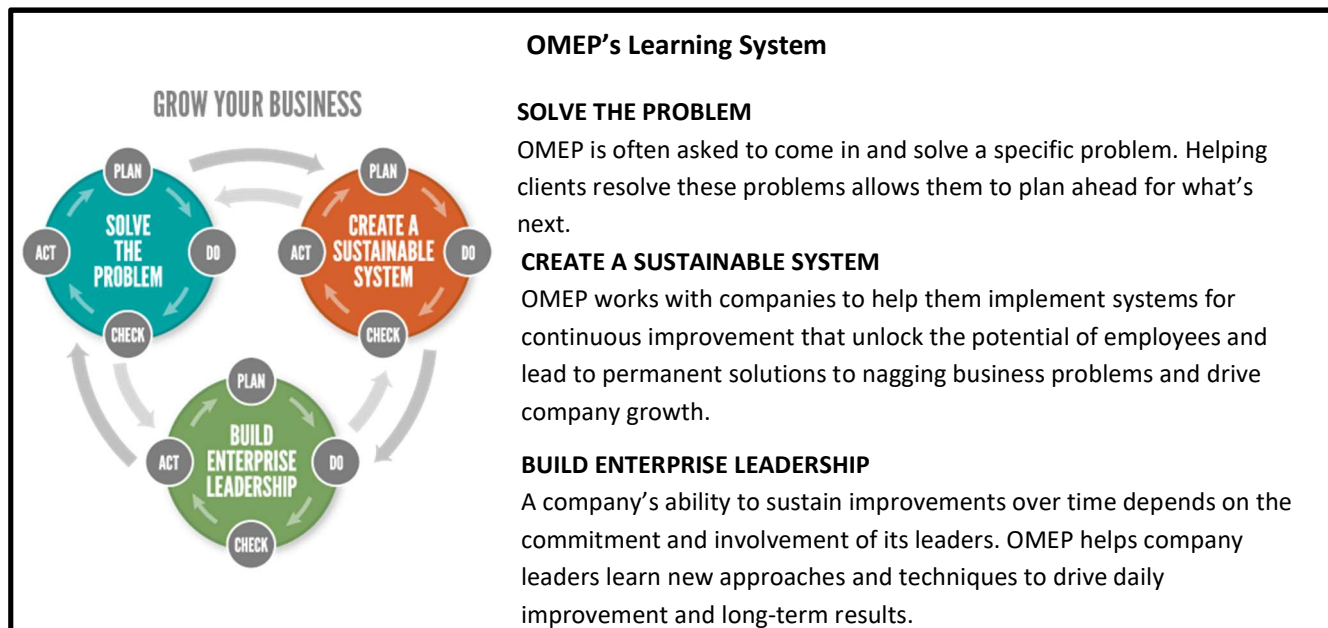 OMEP’s Learning System
GROW YOUR BUSINESS
PLAN
SOLVE
THE
PROBLEM
ACT
DO
CHECK
PLAN
CREATE A
SUSTAINABLE
SYSTEM
ACT
DO
CHECK
PLAN
BUILD
ENTERPRISE
LEADERSHIP
ACT
DO
CHECK
SOLVE THE PROBLEM
OMEP is often asked to come in and solve a specific problem. Helping
clients resolve these problems allows them to plan ahead for what’s
next.
CREATE A SUSTAINABLE SYSTEM
OMEP works with companies to help them implement systems for
continuous improvement that unlock the potential of employees and
lead to permanent solutions to nagging business problems and drive
company growth.
BUILD ENTERPRISE LEADERSHIP
A company’s ability to sustain improvements over time depends on the
commitment and involvement of its leaders. OMEP helps company
leaders learn new approaches and techniques to drive daily
improvement and long-term results.